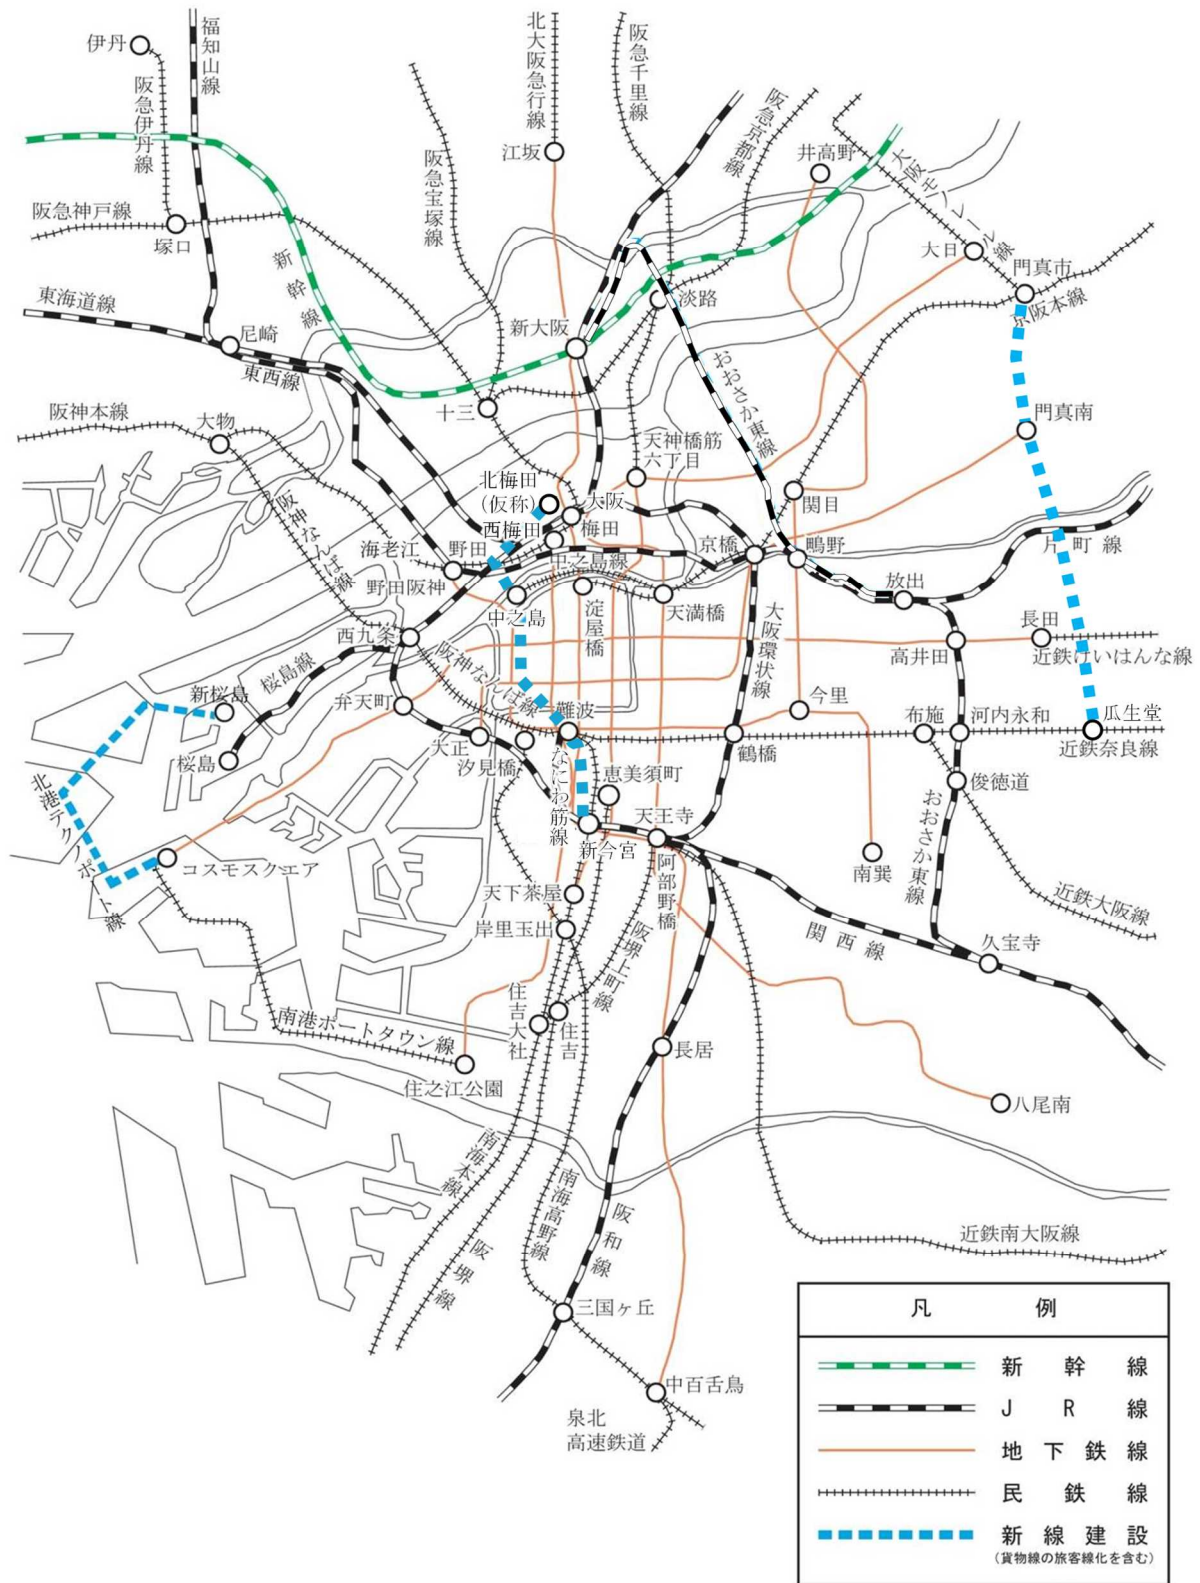 伊丹
福知山線
阪急伊丹線
北大阪急行線
阪急千里線
阪急宝塚線
江坂
阪急京都線
井高野
大阪モノレール線
阪急神戸線
塚口
新幹線
大日
門真市
京阪本線
東海道線
尼崎
東西線
新大阪
淡路
おおさか東線
阪神本線
大物
十三
門真南
天神橋筋
六丁目
北梅田
(仮称)
大阪
西梅田
梅田
関目
阪神なんば線
海老江
野田
中之島線
京橋
鴫野
片町線
野田阪神
中之島
淀屋橋
天満橋
放出
大阪環状線
長田
西九条
高井田
近鉄けいはんな線
桜島線
阪神なんば線
新桜島
弁天町
難波
今里
布施
河内永和
瓜生堂
近鉄奈良線
桜島
大正
汐見橋
鶴橋
なにわ筋線
恵美須町
俊徳道
北港テクノポート線
天王寺
おおさか東線
コスモスクエア
新今宮
南巽
阿部野橋
天下茶屋
近鉄大阪線
岸里玉出
阪堺上町線
関西線
久宝寺
住吉大社
住吉
南港ポートタウン線
長居
住之江公園
八尾南
南海本線
南海高野線
阪和線
阪堺線
近鉄南大阪線
三国ヶ丘
中百舌鳥
泉北
高速鉄道
凡例
新幹線
JR線
地下鉄線
民鉄線
新線建設
(貨物線の旅客線化を含む)